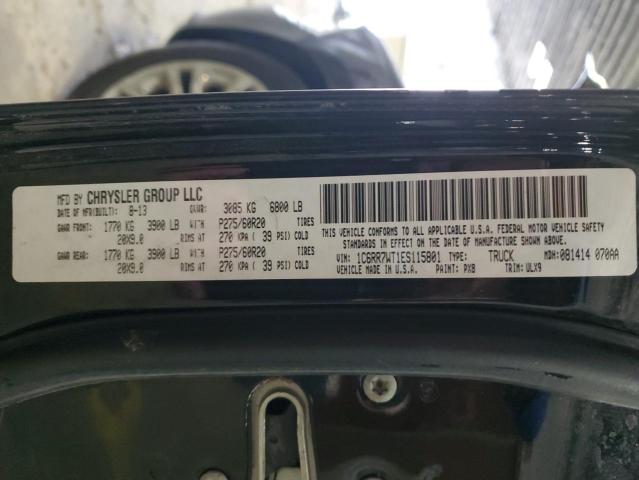 MFD BY CHRYSLER GROUP LLC
DATE OF MFR(BUILT): 8-13 GVWR: 3085 KG 6800 LB
GAWR FRONT: 1770 KG 3900 LB WITH P275/60R20 TIRES
20X9.0 RIMS AT 270 KPA ( 39 PSI) COLD
GAWR REAR: 1770 KG 3900 LB WITH P275/60R20 TIRES
20X9.0 RIMS AT 270 KPA ( 39 PSI) COLD
THIS VEHICLE CONFORMS TO ALL APPLICABLE U.S.A. FEDERAL MOTOR VEHICLE SAFETY
STANDARDS IN EFFECT ON THE DATE OF MANUFACTURE SHOWN ABOVE.
VIN: 1C6RR7WT1ES115801 TYPE: TRUCK MDH: 081414 070AA
VEHICLE MADE IN U.S.A. PAINT: PX8 TRIM: ULX9